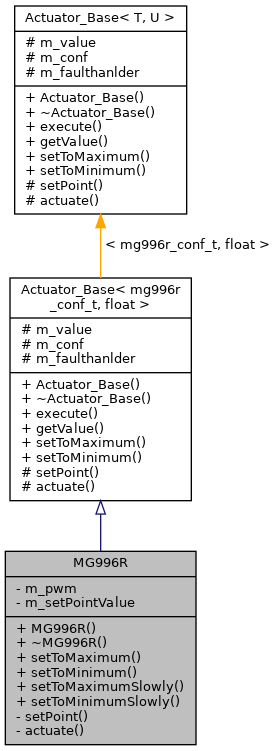 Actuator_Base< T, U >
# m_value
# m_conf
# m_faulthanlder
+ Actuator_Base()
+ ~Actuator_Base()
+ execute()
+ getValue()
+ setToMaximum()
+ setToMinimum()
# setPoint()
# actuate()
< mg996r_conf_t, float >
Actuator_Base< mg996r
_conf_t, float >
# m_value
# m_conf
# m_faulthanlder
+ Actuator_Base()
+ ~Actuator_Base()
+ execute()
+ getValue()
+ setToMaximum()
+ setToMinimum()
# setPoint()
# actuate()
MG996R
- m_pwm
- m_setPointValue
+ MG996R()
+ ~MG996R()
+ setToMaximum()
+ setToMinimum()
+ setToMaximumSlowly()
+ setToMinimumSlowly()
- setPoint()
- actuate()